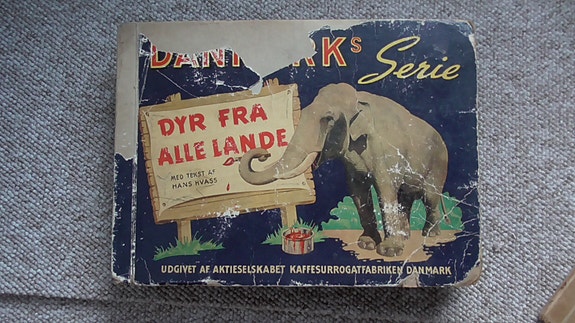 Serie
DYR FRA
ALLE LANDE
MED TEKST AF
HANS HVASS
UDGIVET AF AKTIESELSKABET KAFFESURROGATFABRIKEN DANMARK